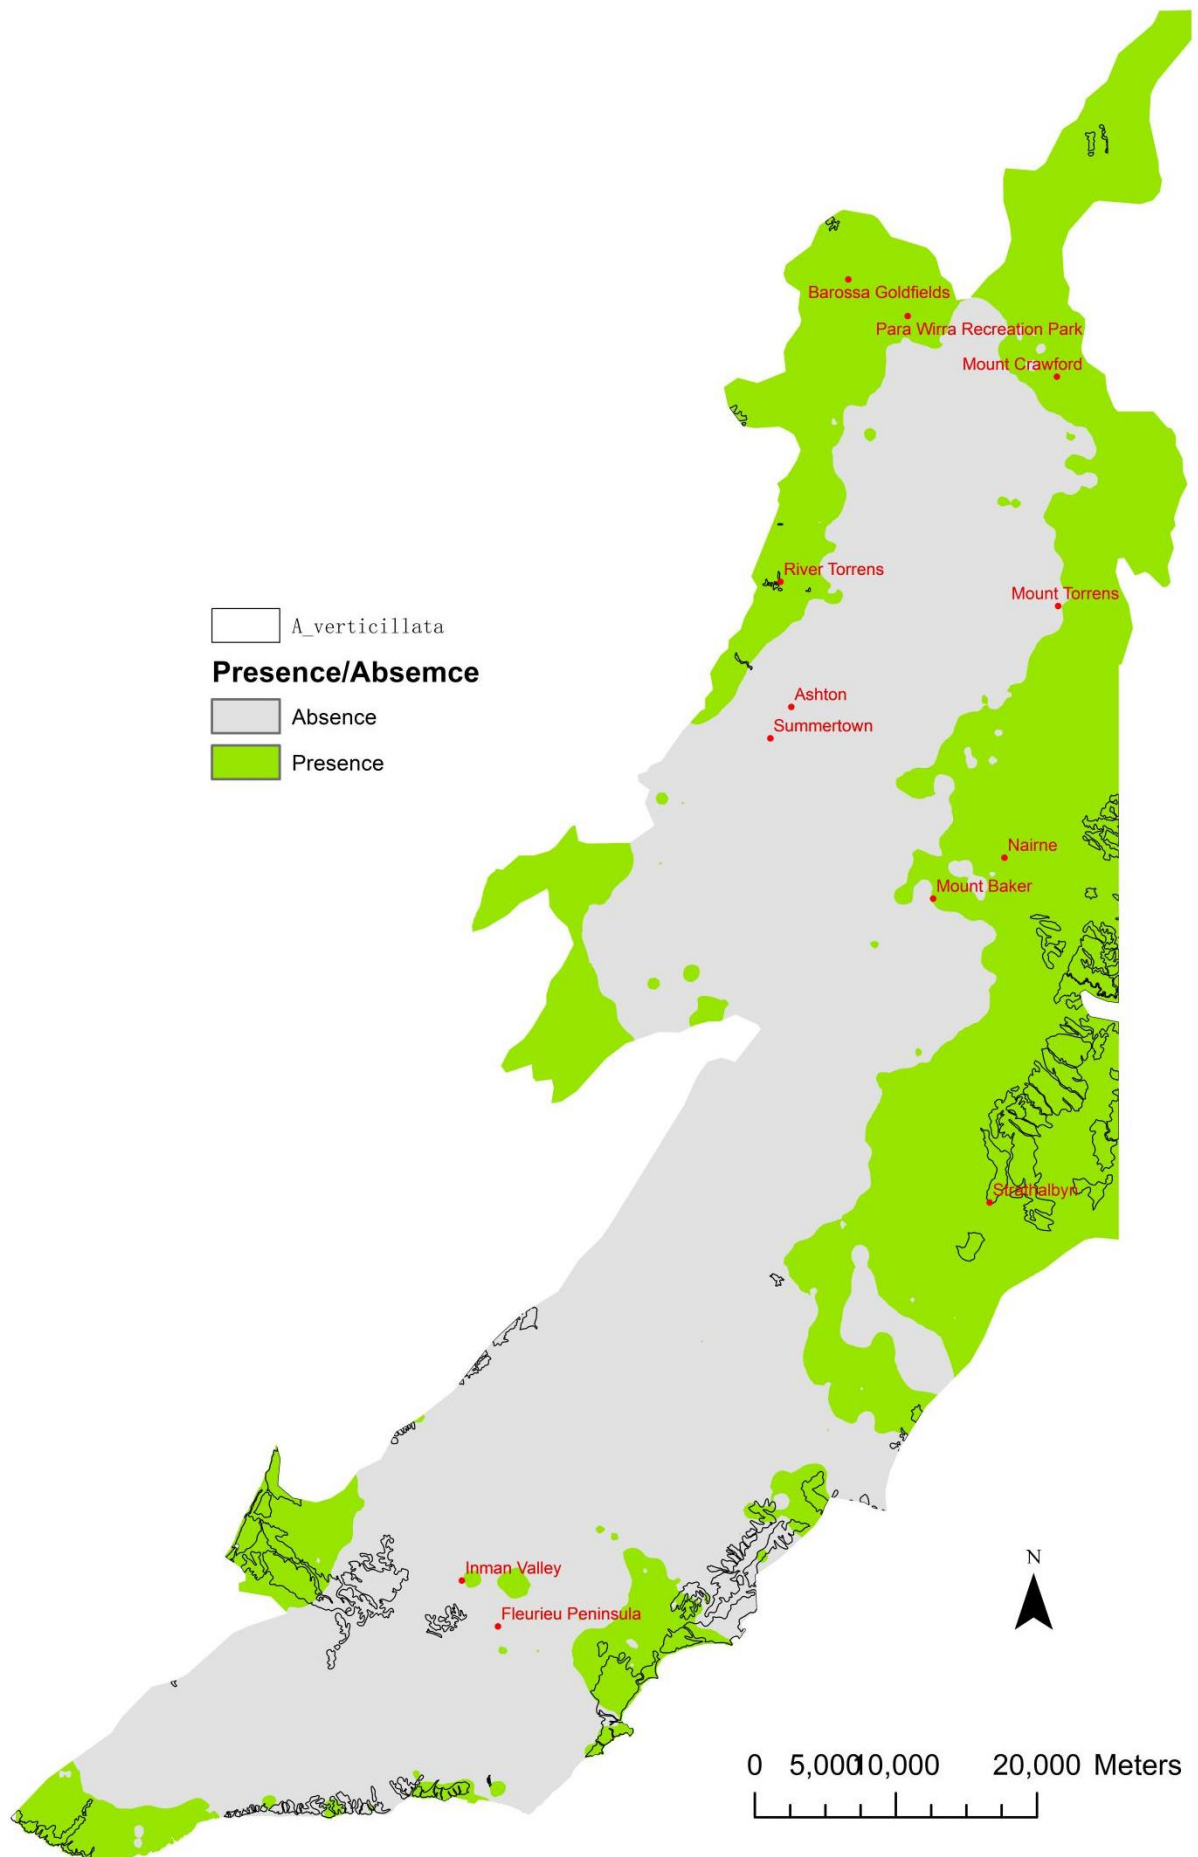 Barossa Goldfields
Para Wirra Recreation Park
Mount Crawford
River Torrens
Mount Torrens
A_verticillata
Presence/Absemce
Absence
Presence
Ashton
Summertown
Nairne
Mount Baker
Strathalbyn
Inman Valley
Fleurieu Peninsula
N
0 5,000 10,000 20,000 Meters